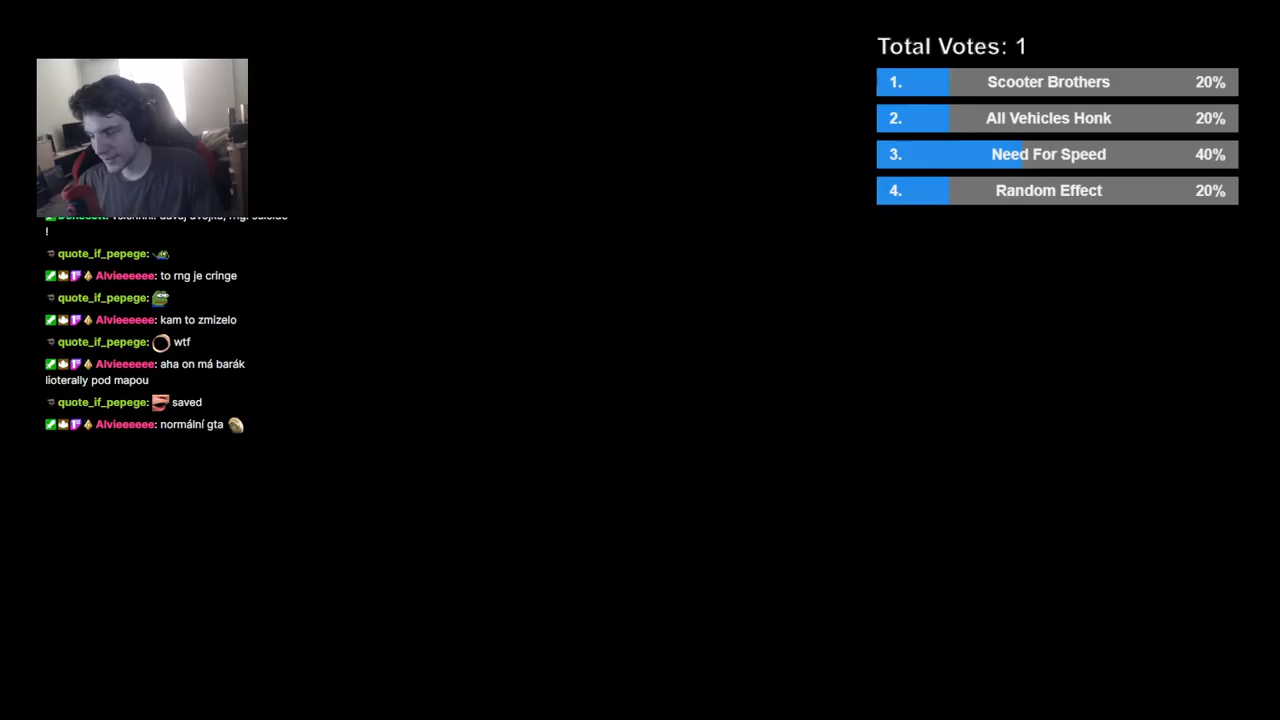 Total Votes: 1
1. Scooter Brothers 20%
2. All Vehicles Honk 20%
3. Need For Speed 40%
4. Random Effect 20%
!
quote_if_pepege:
Alvieeeeee: to rng je cringe
quote_if_pepege:
Alvieeeeee: kam to zmizelo
quote_if_pepege: wtf
Alvieeeeee: aha on má barák
lioterally pod mapou
quote_if_pepege: saved
Alvieeeeee: normální gta